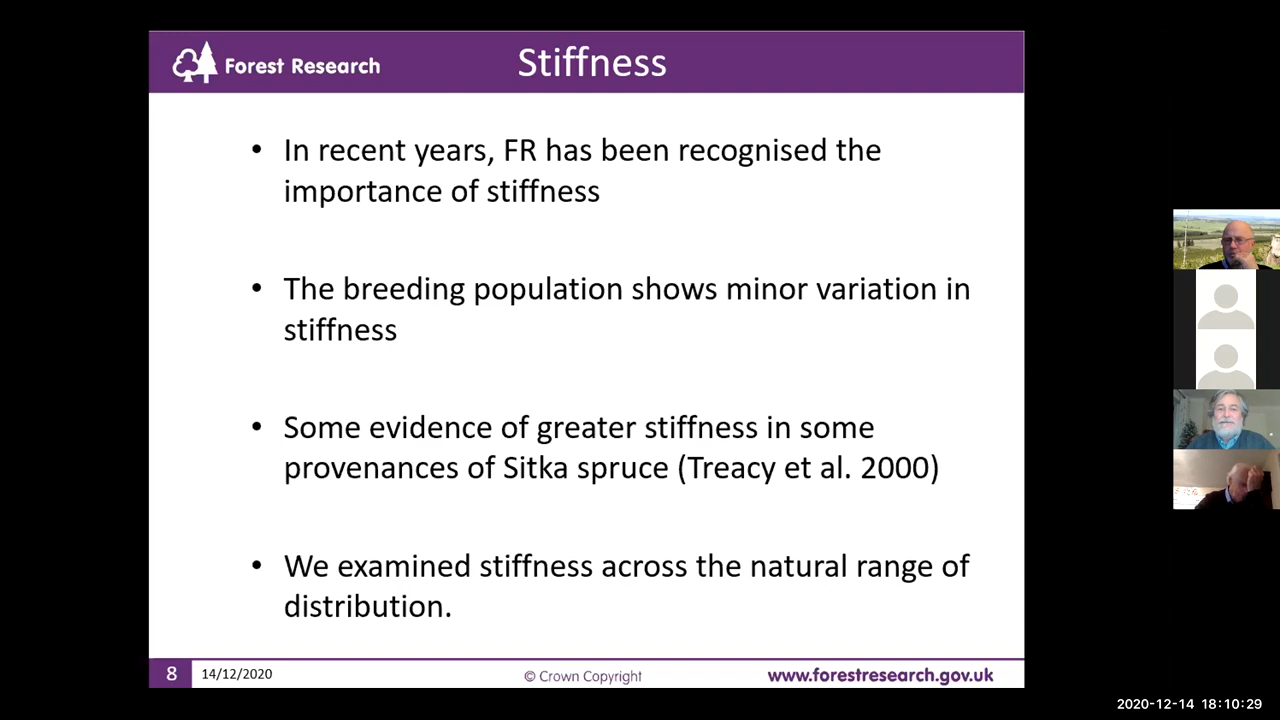 Forest Research
Stiffness
• In recent years, FR has been recognised the
importance of stiffness
• The breeding population shows minor variation in
stiffness
• Some evidence of greater stiffness in some
provenances of Sitka spruce (Treacy et al. 2000)
• We examined stiffness across the natural range of
distribution.
8
14/12/2020
© Crown Copyright
www.forestresearch.gov.uk
2020-12-14 18:10:29